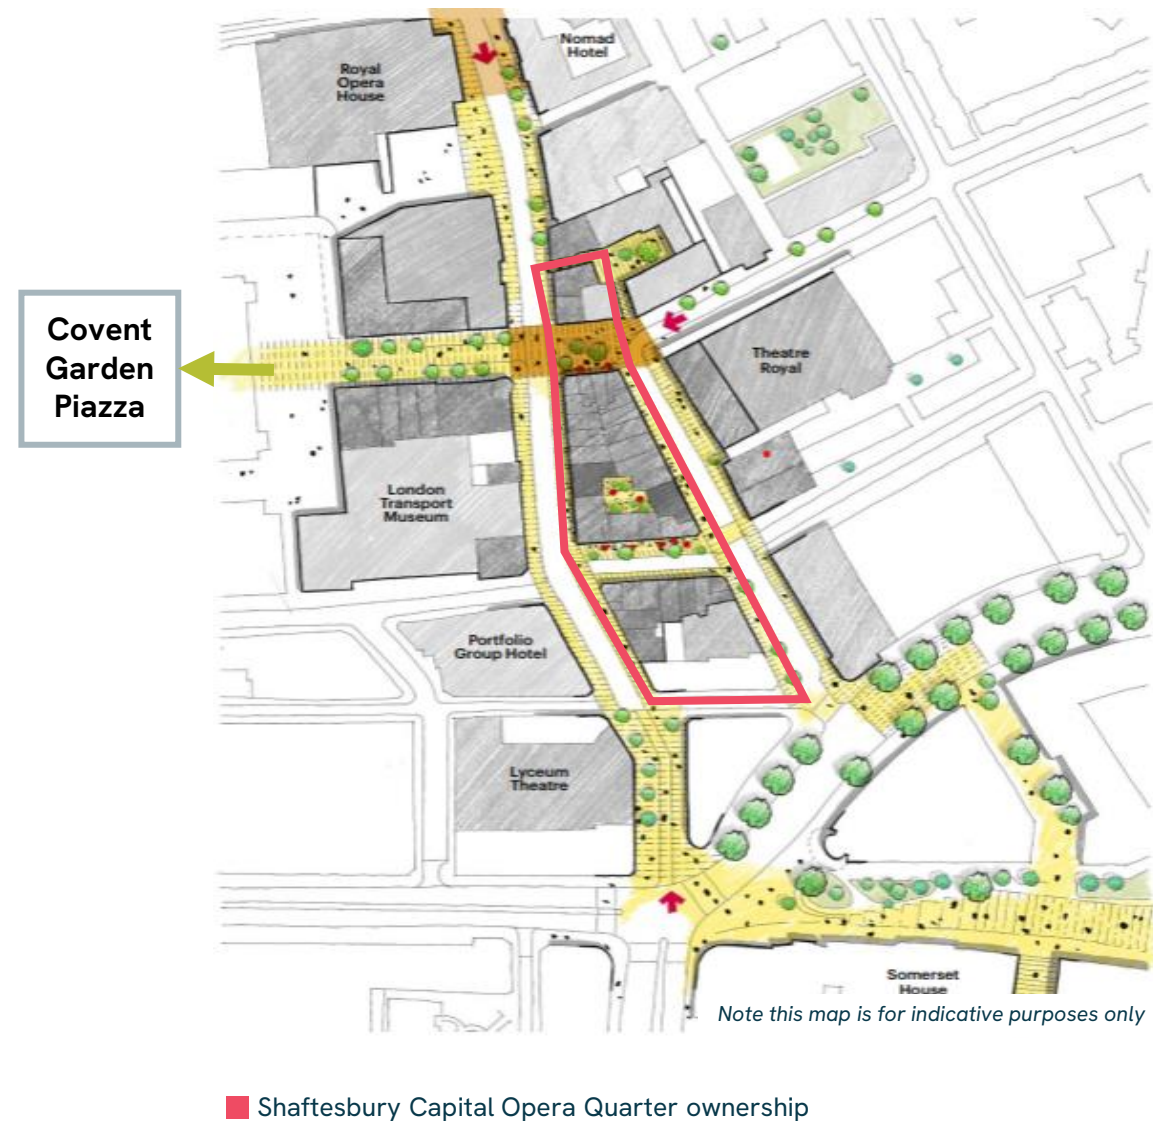 Nomad
Hotel
Royal
Opera
House
Covent
Garden
Piazza
Theatre
Royal
London
Transport
Museum
Portfolio
Group Hotel
Lyceum
Theatre
Somerset
House
Note this map is for indicative purposes only
Shaftesbury Capital Opera Quarter ownership